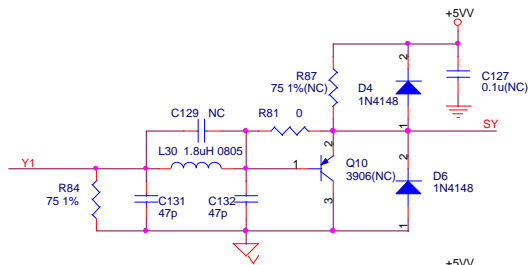 +5VV
R87
75 1%(NC)
2
D4
1N4148
1
C127
0.1u(NC)
C129 NC
R81 0
SY
L30 1.8uH 0805
Y1
1
2
Q10
3906(NC)
3
2
D6
1N4148
1
R84
75 1%
C131
47p
C132
47p
+5VV